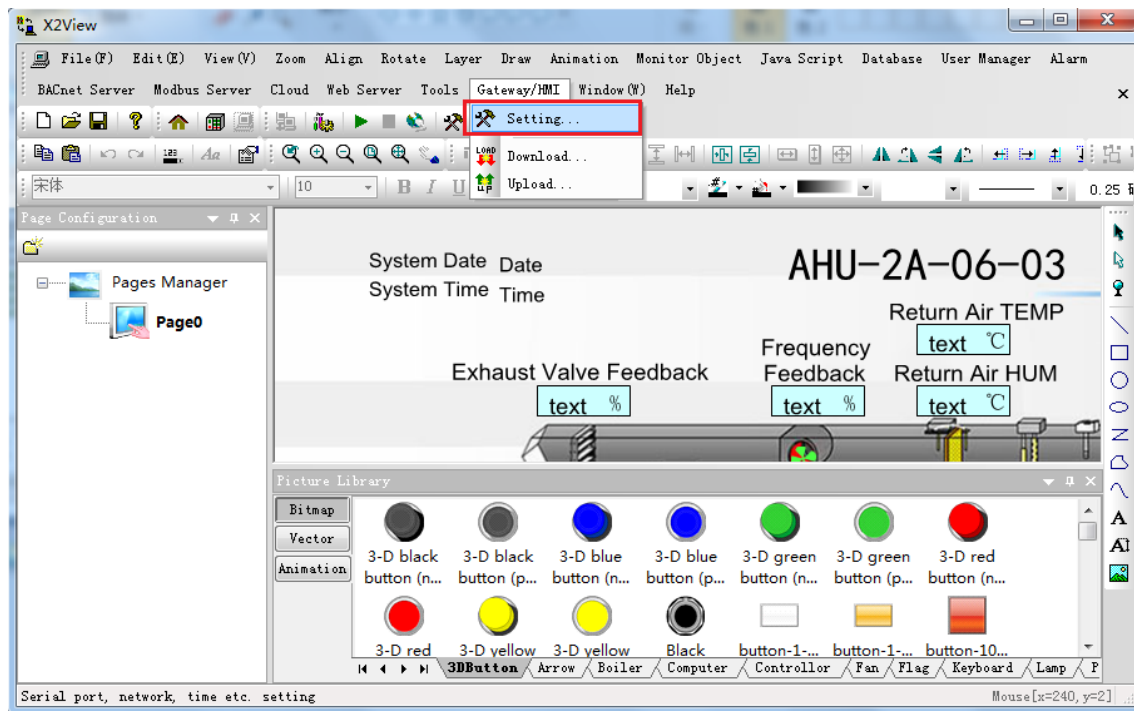 X2View
File(F) Edit(E) View(V) Zoom Align Rotate Layer Draw Animation Monitor Object Java Script Database User Manager Alarm
BACnet Server Modbus Server Cloud Web Server Tools Gateway/HMI Window(W) Help
Setting...
Download...
Upload...
宋体 10 B I U 0.25
Page Configuration
Pages Manager
Page0
System Date Date
System Time Time
AHU-2A-06-03
Return Air TEMP
text ℃
Frequency
Feedback
text %
Exhaust Valve Feedback
text %
Return Air HUM
text ℃
Picture Library
Bitmap
Vector
Animation
3-D black button (n...
3-D black button (p...
3-D blue button (n...
3-D blue button (p...
3-D green button (n...
3-D green button (p...
3-D red button (n...
3-D red
3-D yellow
3-D yellow
Black
button-1-...
button-1-...
button-10...
3DButton Arrow Boiler Computer Controllor Fan Flag Keyboard Lamp P
Serial port, network, time etc. setting
Mouse[x=240, y=2]